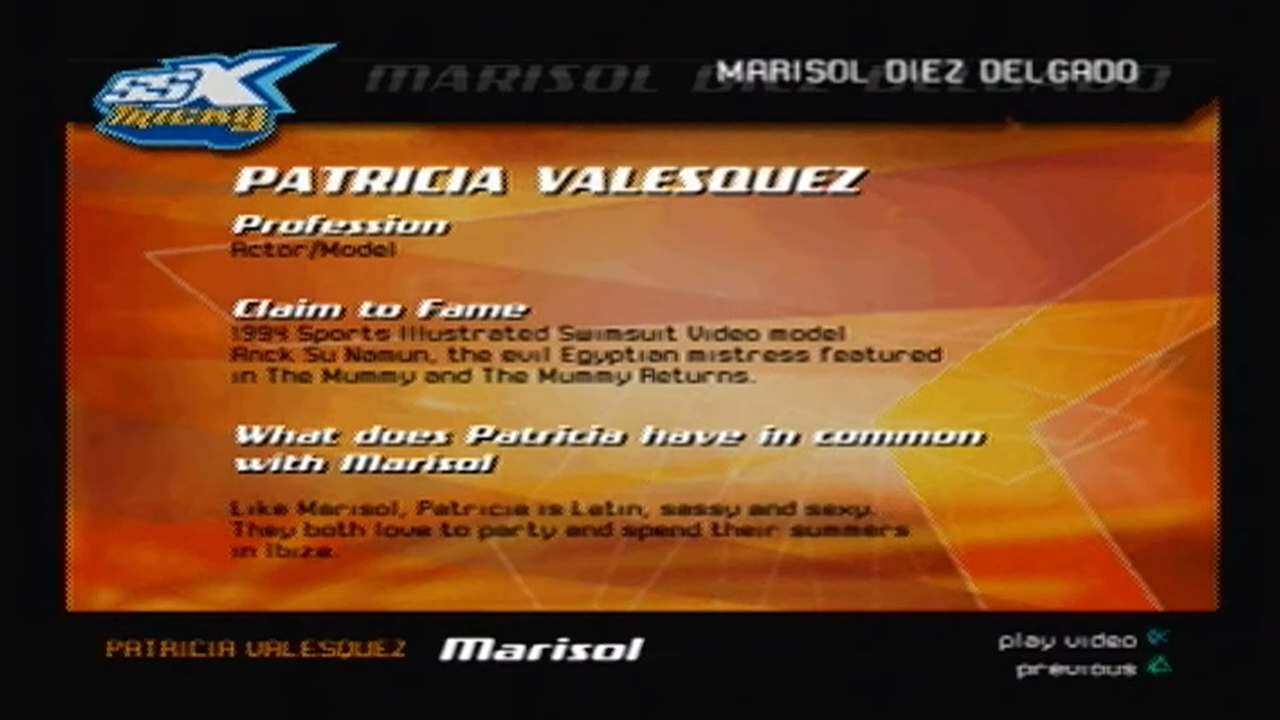 SSX
Tricky
MARISOL DIEZ DELGADO
MARISOL DIEZ DELGADO
PATRICIA VALESQUEZ
Profession
Actor/Model
Claim to Fame
1994 Sports Illustrated Swimsuit Video model
Anck Su Namun, the evil Egyptian mistress featured
in The Mummy and The Mummy Returns.
What does Patricia have in common
with Marisol
Like Marisol, Patricia is Latin, sassy and sexy.
They both love to party and spend their summers
in Ibiza.
PATRICIA VALESQUEZ Marisol
play video
previous